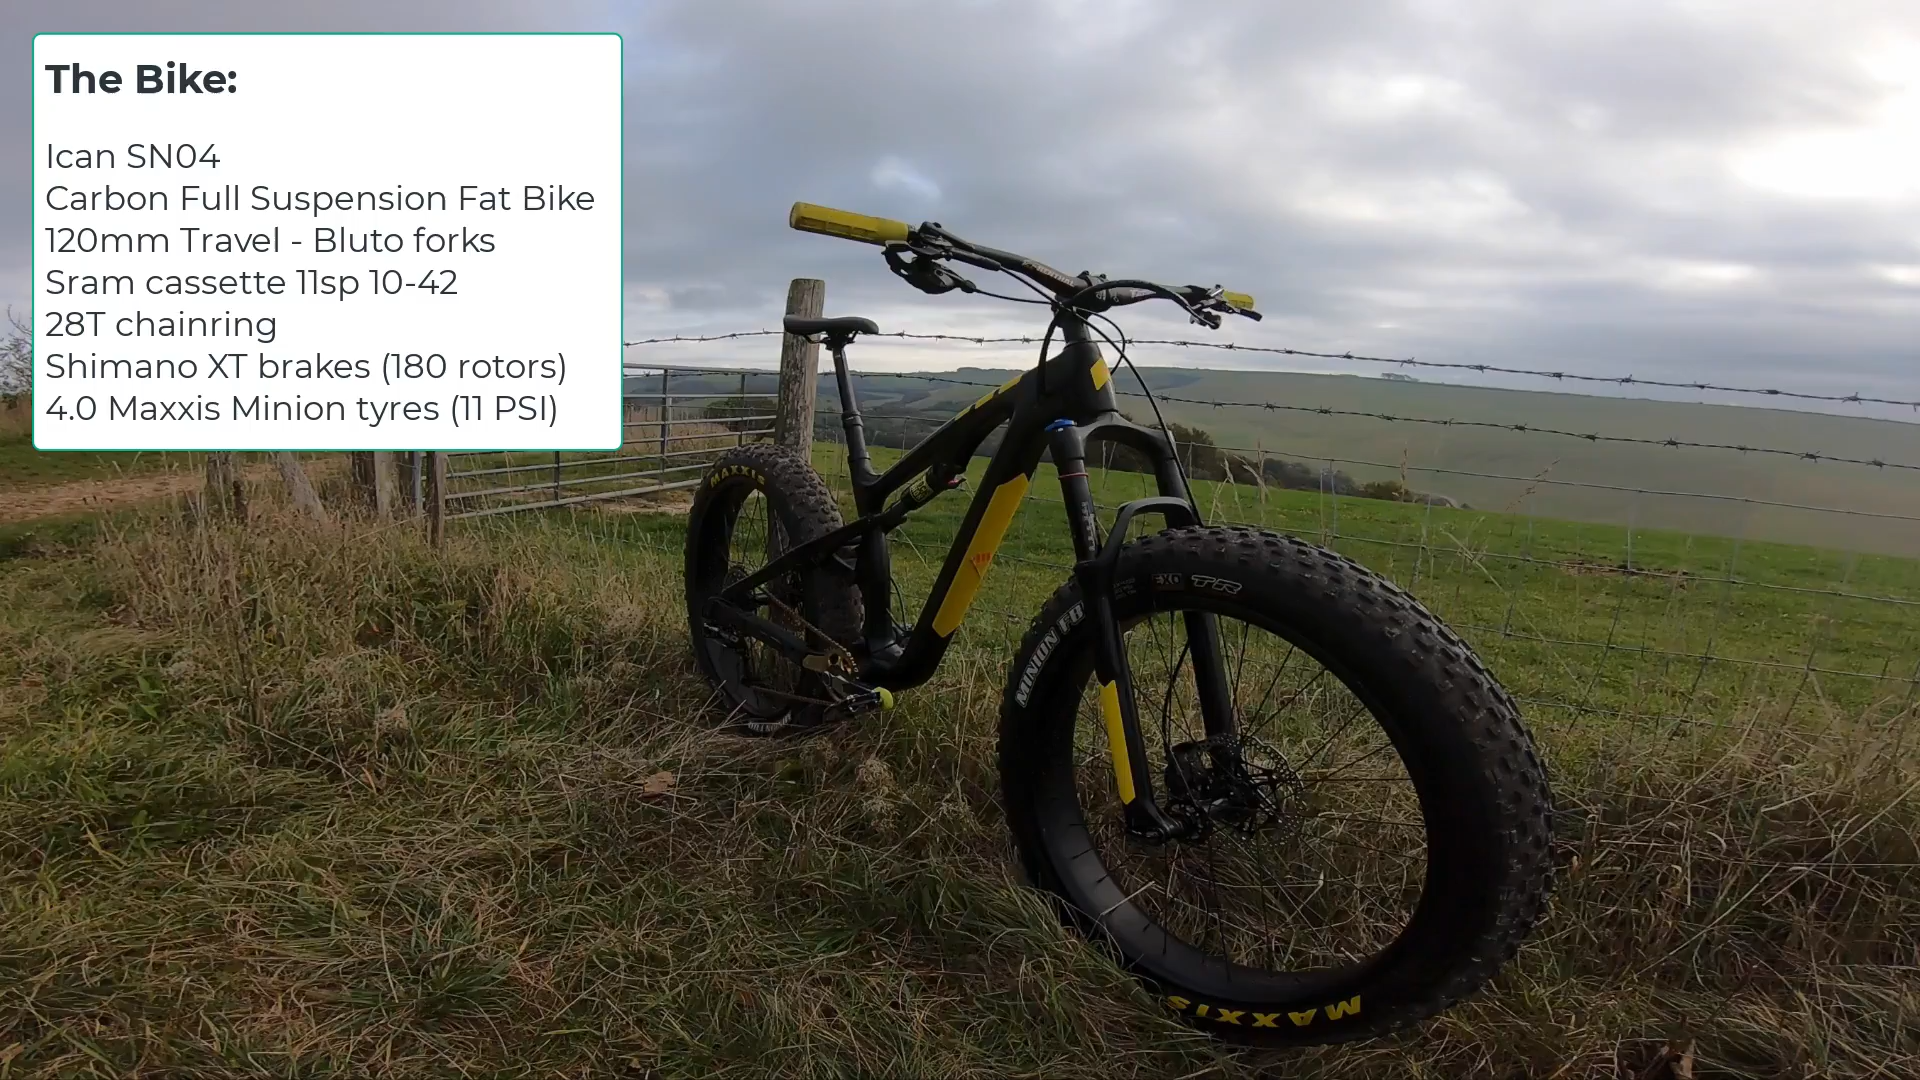 The Bike:
Ican SN04
Carbon Full Suspension Fat Bike
120mm Travel - Bluto forks
Sram cassette 11sp 10-42
28T chainring
Shimano XT brakes (180 rotors)
4.0 Maxxis Minion tyres (11 PSI)
MAXXIS
EXO TR
MINION FBF
MAXXIS